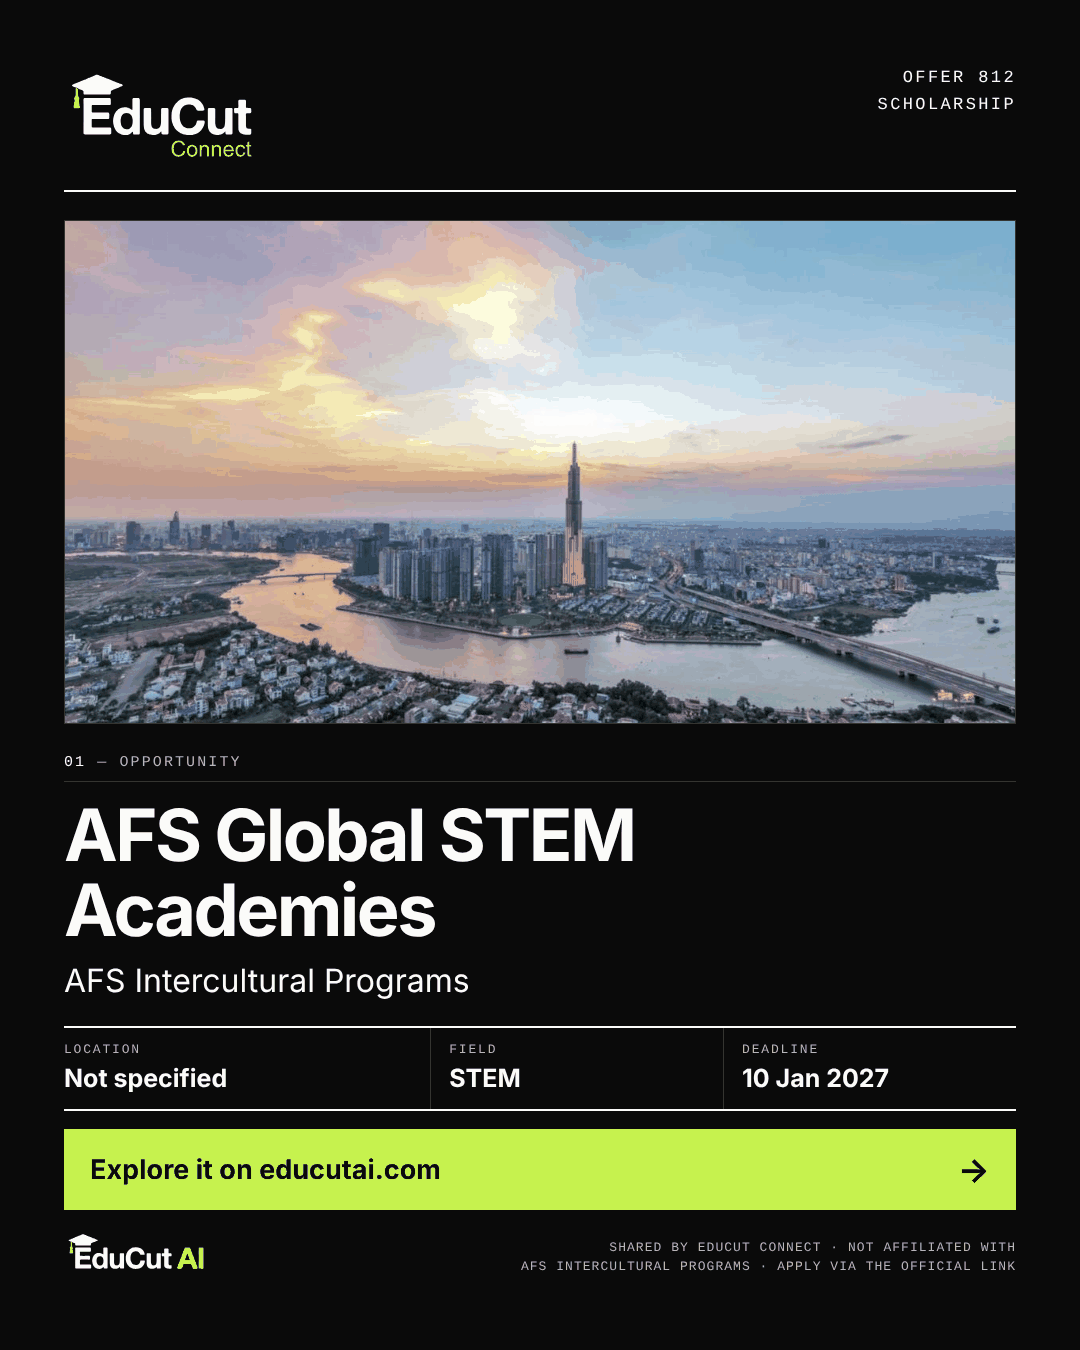 EduCut
Connect
OFFER 812
SCHOLARSHIP
01 — OPPORTUNITY
AFS Global STEM
Academies
AFS Intercultural Programs
LOCATION
Not specified
FIELD
STEM
DEADLINE
10 Jan 2027
Explore it on educutai.com →
EduCut AI
SHARED BY EDUCUT CONNECT · NOT AFFILIATED WITH
AFS INTERCULTURAL PROGRAMS · APPLY VIA THE OFFICIAL LINK